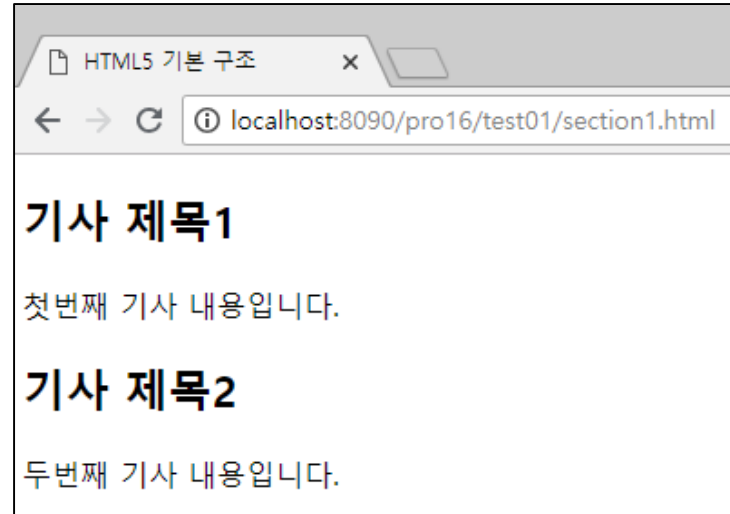 HTML5 기본 구조
localhost:8090/pro16/test01/section1.html
기사 제목1
첫번째 기사 내용입니다.
기사 제목2
두번째 기사 내용입니다.